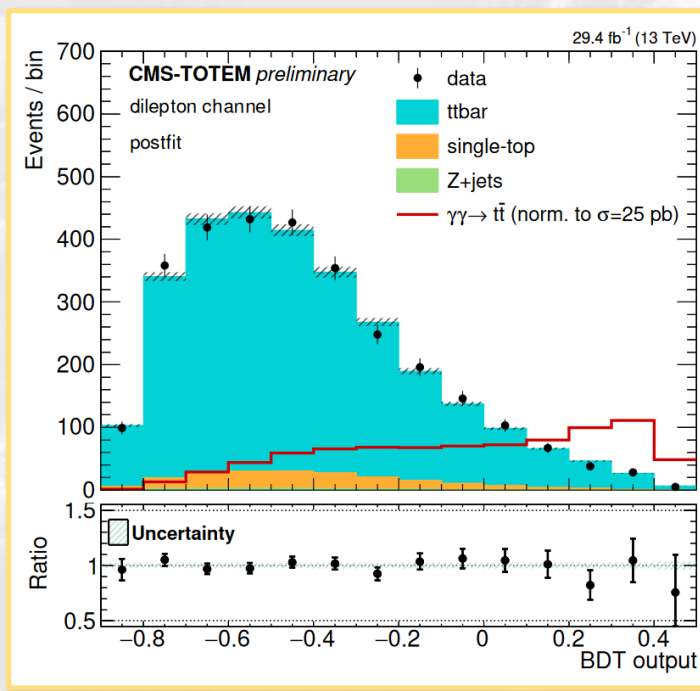 29.4 fb⁻¹ (13 TeV)
700
600
500
400
300
200
100
0
Events / bin
CMS-TOTEM preliminary
dilepton channel
postfit
data
ttbar
single-top
Z+jets
γγ→ tt̄ (norm. to σ=25 pb)
1.5
1
0.5
Ratio
Uncertainty
−0.8 −0.6 −0.4 −0.2 0 0.2 0.4
BDT output